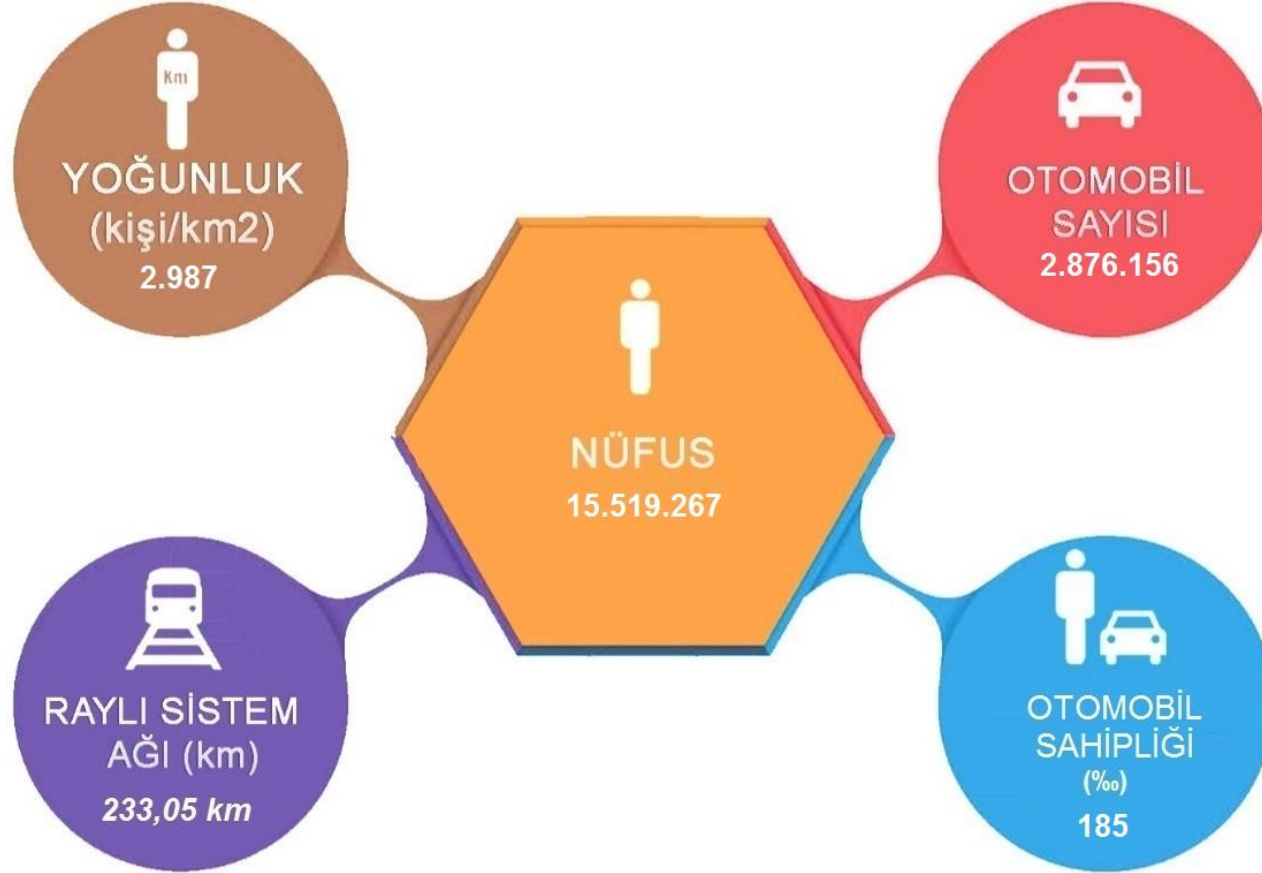 Km
YOĞUNLUK
(kişi/km2)
2.987
OTOMOBİL
SAYISI
2.876.156
NÜFUS
15.519.267
RAYLI SİSTEM
AĞI (km)
233,05 km
OTOMOBİL
SAHİPLİĞİ
(‰)
185